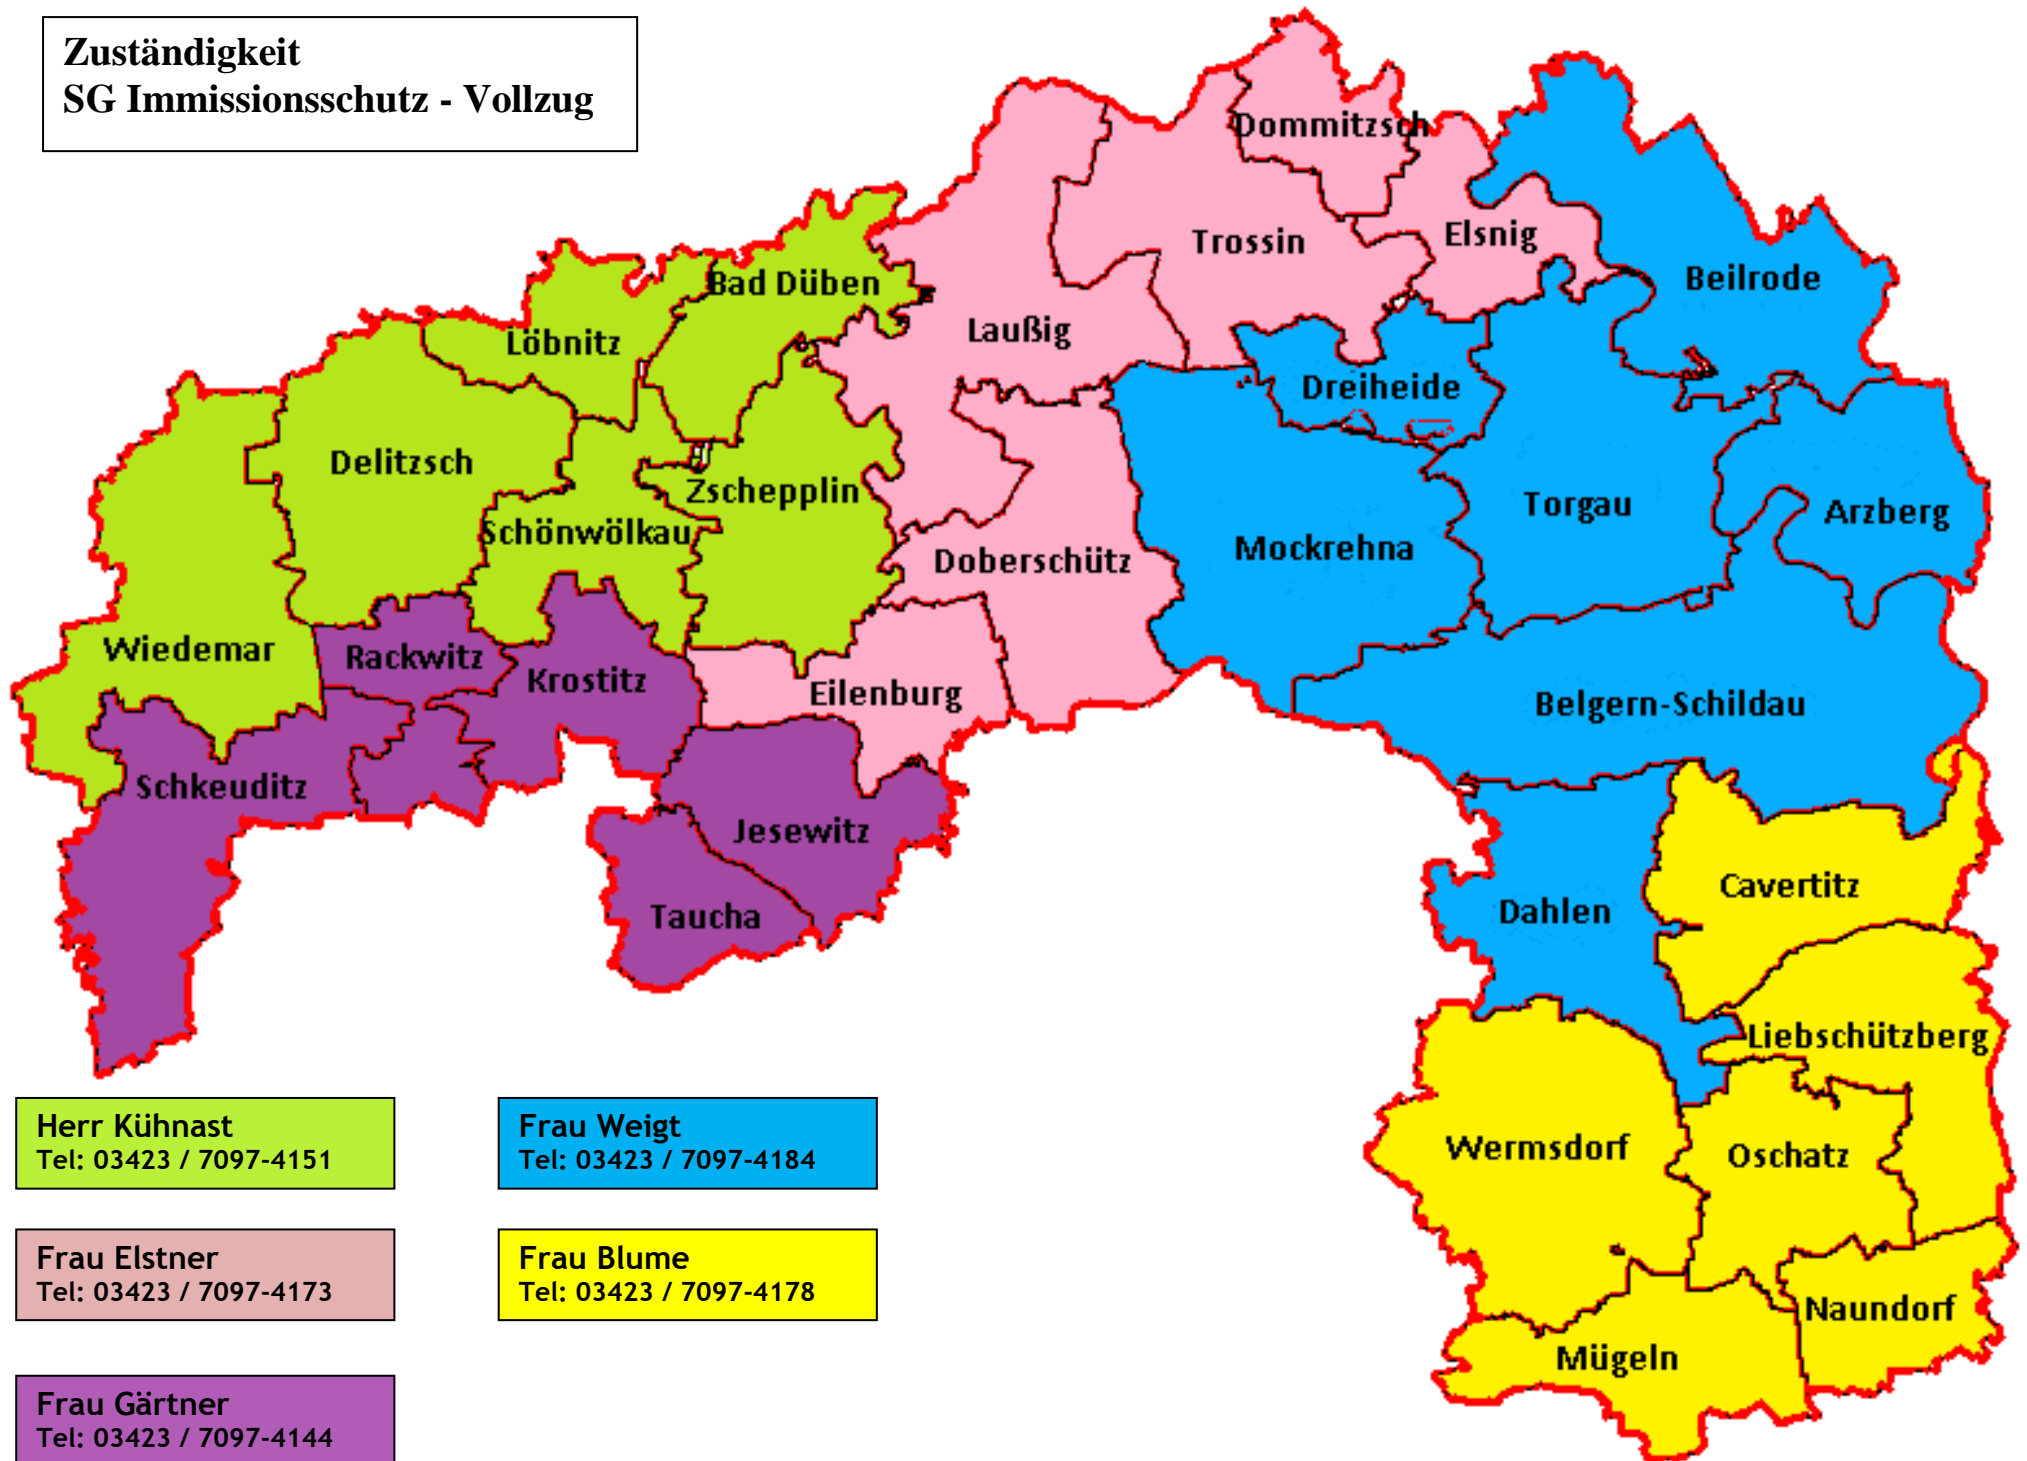 Zuständigkeit
SG Immissionsschutz - Vollzug
Dommitzsch
Trossin
Elsnig
Beilrode
Bad Düben
Laußig
Löbnitz
Dreiheide
Delitzsch
Zschepplin
Torgau
Arzberg
Schönwölkau
Doberschütz
Mockrehna
Wiedemar
Rackwitz
Krostitz
Eilenburg
Belgern-Schildau
Schkeuditz
Jesewitz
Taucha
Dahlen
Cavertitz
Liebschützberg
Wermsdorf
Oschatz
Naundorf
Mügeln
Herr Kühnast
Tel: 03423 / 7097-4151
Frau Weigt
Tel: 03423 / 7097-4184
Frau Elstner
Tel: 03423 / 7097-4173
Frau Blume
Tel: 03423 / 7097-4178
Frau Gärtner
Tel: 03423 / 7097-4144